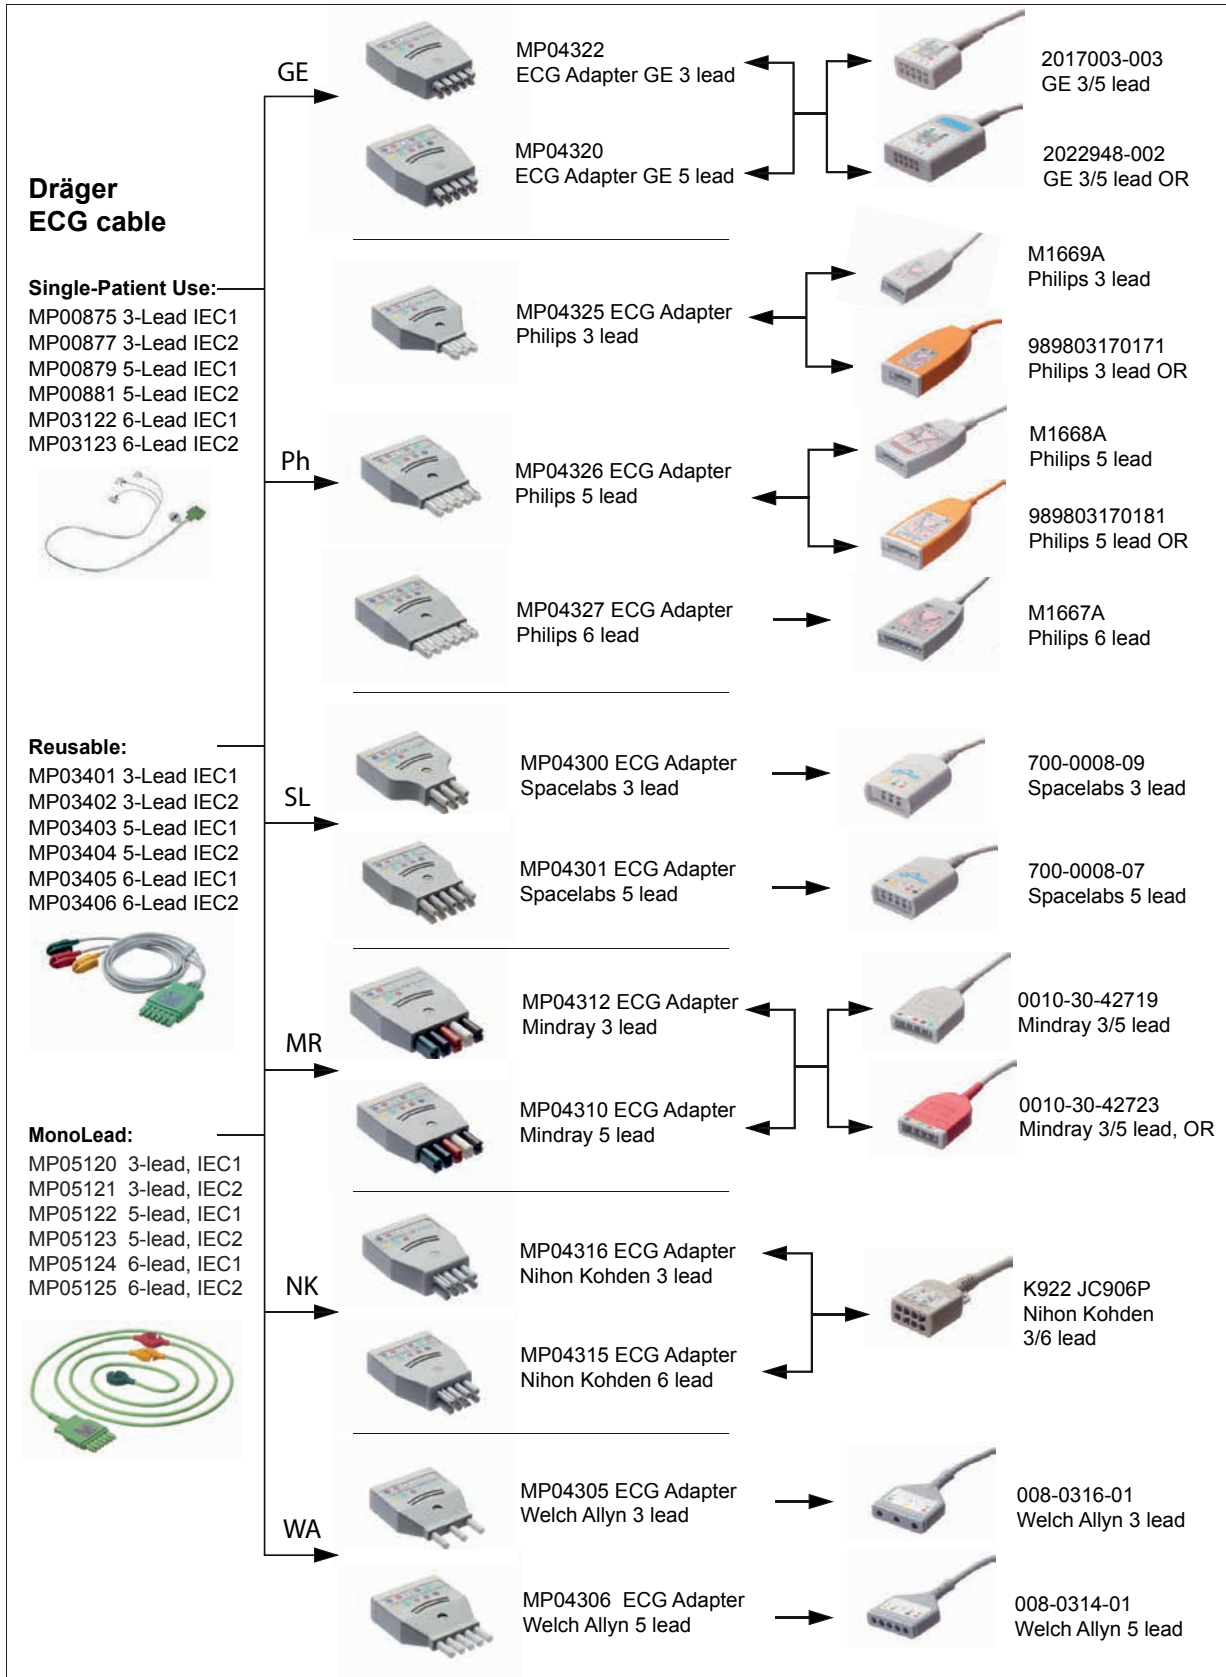 Dräger
ECG cable
Single-Patient Use:
MP00875 3-Lead IEC1
MP00877 3-Lead IEC2
MP00879 5-Lead IEC1
MP00881 5-Lead IEC2
MP03122 6-Lead IEC1
MP03123 6-Lead IEC2
Reusable:
MP03401 3-Lead IEC1
MP03402 3-Lead IEC2
MP03403 5-Lead IEC1
MP03404 5-Lead IEC2
MP03405 6-Lead IEC1
MP03406 6-Lead IEC2
MonoLead:
MP05120 3-lead, IEC1
MP05121 3-lead, IEC2
MP05122 5-lead, IEC1
MP05123 5-lead, IEC2
MP05124 6-lead, IEC1
MP05125 6-lead, IEC2
GE
MP04322
ECG Adapter GE 3 lead
MP04320
ECG Adapter GE 5 lead
2017003-003
GE 3/5 lead
2022948-002
GE 3/5 lead OR
Ph
MP04325 ECG Adapter
Philips 3 lead
M1669A
Philips 3 lead
989803170171
Philips 3 lead OR
MP04326 ECG Adapter
Philips 5 lead
M1668A
Philips 5 lead
989803170181
Philips 5 lead OR
MP04327 ECG Adapter
Philips 6 lead
M1667A
Philips 6 lead
SL
MP04300 ECG Adapter
Spacelabs 3 lead
700-0008-09
Spacelabs 3 lead
MP04301 ECG Adapter
Spacelabs 5 lead
700-0008-07
Spacelabs 5 lead
MR
MP04312 ECG Adapter
Mindray 3 lead
MP04310 ECG Adapter
Mindray 5 lead
0010-30-42719
Mindray 3/5 lead
0010-30-42723
Mindray 3/5 lead, OR
NK
MP04316 ECG Adapter
Nihon Kohden 3 lead
MP04315 ECG Adapter
Nihon Kohden 6 lead
K922 JC906P
Nihon Kohden
3/6 lead
WA
MP04305 ECG Adapter
Welch Allyn 3 lead
008-0316-01
Welch Allyn 3 lead
MP04306 ECG Adapter
Welch Allyn 5 lead
008-0314-01
Welch Allyn 5 lead